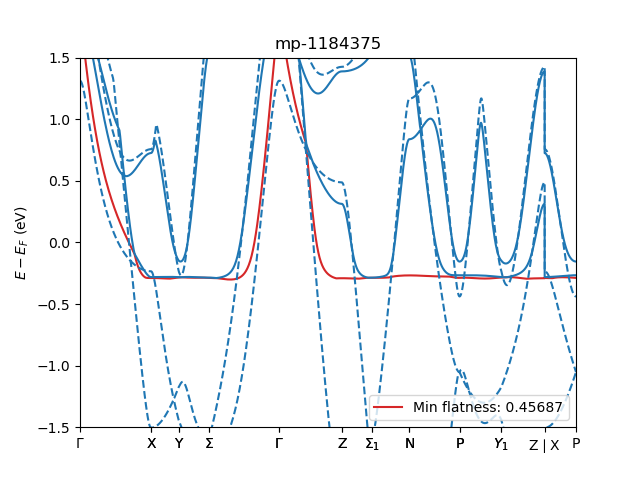 mp-1184375
E − E_F (eV)
1.5
1.0
0.5
0.0
−0.5
−1.0
−1.5
Min flatness: 0.45687
Γ X Y Σ Γ Z Σ₁ N P Y₁ Z | X P